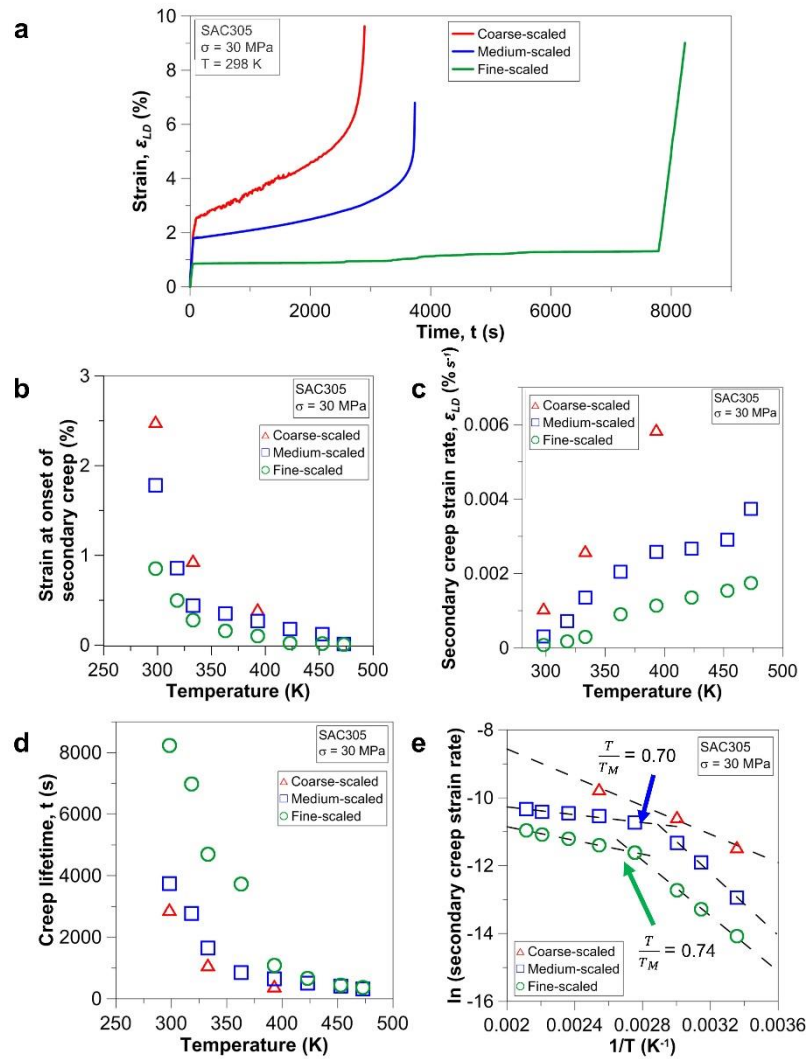 a
SAC305
σ = 30 MPa
T = 298 K
Coarse-scaled
Medium-scaled
Fine-scaled
Strain, ε_LD (%)
10
8
6
4
2
0
0 2000 4000 6000 8000
Time, t (s)
b
SAC305
σ = 30 MPa
Coarse-scaled
Medium-scaled
Fine-scaled
Strain at onset of
secondary creep (%)
3
2
1
0
250 300 350 400 450 500
Temperature (K)
c
SAC305
σ = 30 MPa
Coarse-scaled
Medium-scaled
Fine-scaled
Secondary creep strain rate, ε_LD (% s⁻¹)
0.006
0.004
0.002
0
300 350 400 450 500
Temperature (K)
d
SAC305
σ = 30 MPa
Coarse-scaled
Medium-scaled
Fine-scaled
Creep lifetime, t (s)
8000
6000
4000
2000
0
250 300 350 400 450 500
Temperature (K)
e
SAC305
σ = 30 MPa
T/T_M = 0.70
T/T_M = 0.74
Coarse-scaled
Medium-scaled
Fine-scaled
ln (secondary creep strain rate)
-8
-10
-12
-14
-16
0.002 0.0024 0.0028 0.0032 0.0036
1/T (K⁻¹)